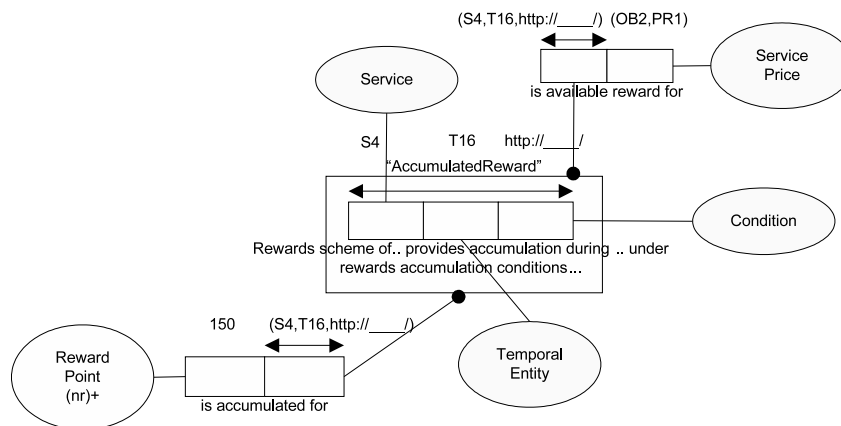 (S4,T16,http://____/) (OB2,PR1)
Service
Price
is available reward for
Service
S4 T16 http://____/
“AccumulatedReward”
Condition
Rewards scheme of.. provides accumulation during .. under
rewards accumulation conditions...
150 (S4,T16,http://____/)
Reward
Point
(nr)+
is accumulated for
Temporal
Entity